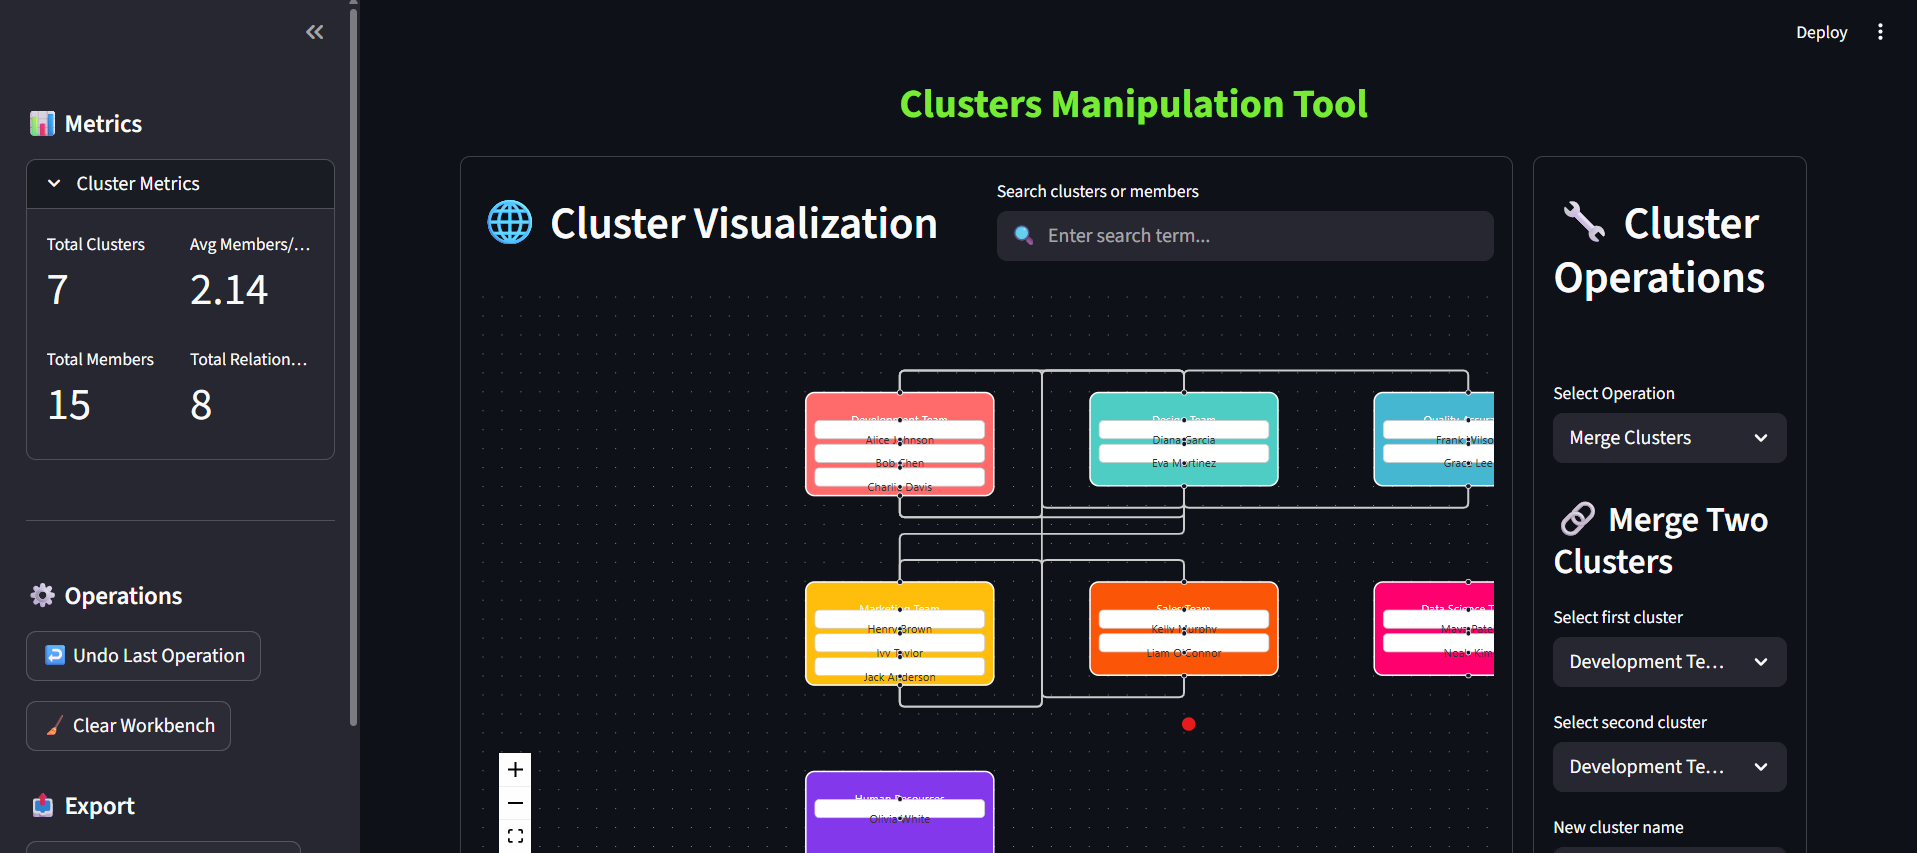 Deploy
Clusters Manipulation Tool
Metrics
Cluster Metrics
Total Clusters
Avg Members/...
7
2.14
Total Members
Total Relation...
15
8
Operations
Undo Last Operation
Clear Workbench
Export
Cluster Visualization
Search clusters or members
Enter search term...
Development Team
Alice Johnson
Bob Chen
Charlie Davis
Design Team
Diana Garcia
Eva Martinez
Quality Assur
Frank Wilso
Grace Lee
Marketing Team
Henry Brown
Ivy Taylor
Jack Anderson
Sales Team
Kelly Murphy
Liam O'Connor
Data Science T
Maya Pate
Noah Kim
Human Resources
Olivia White
Cluster
Operations
Select Operation
Merge Clusters
Merge Two
Clusters
Select first cluster
Development Te...
Select second cluster
Development Te...
New cluster name